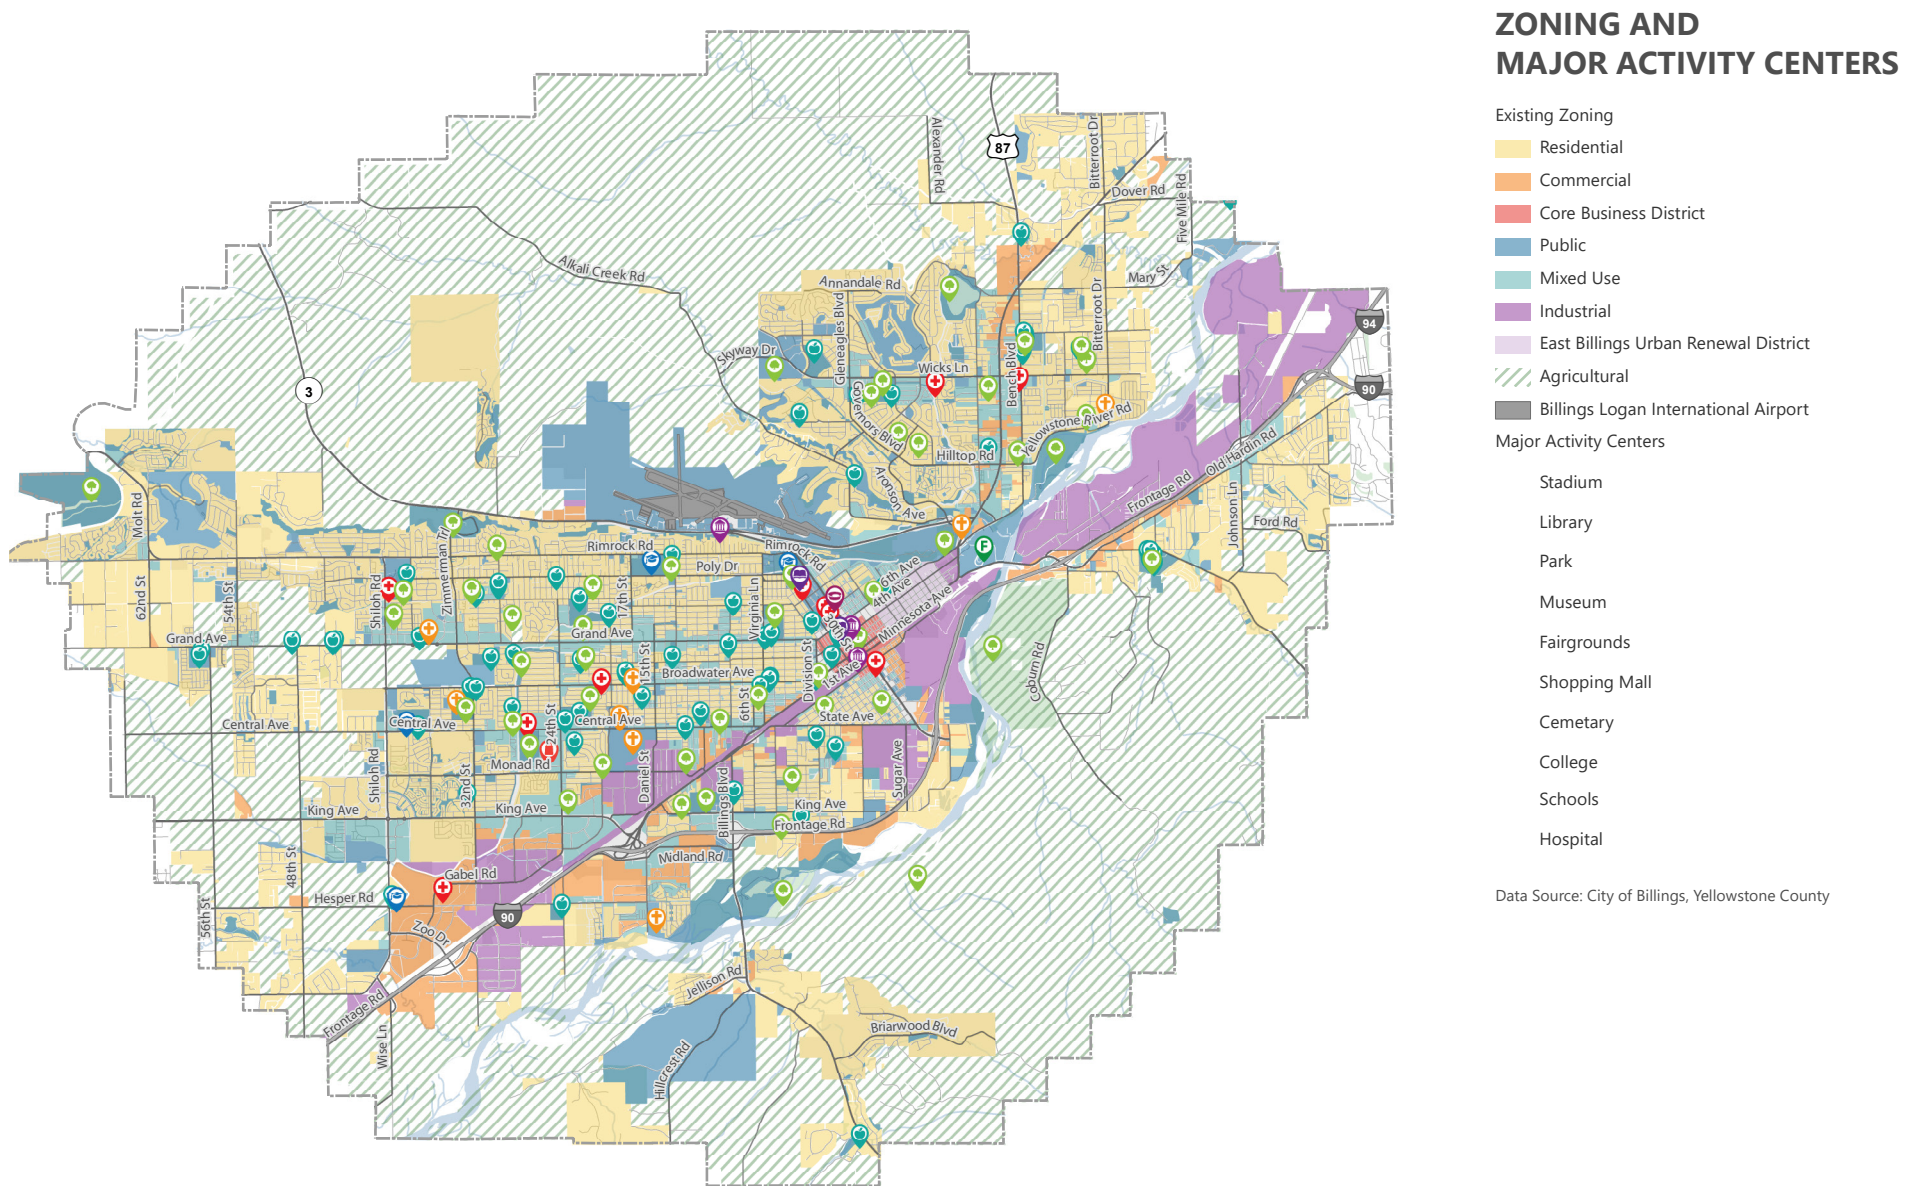 ZONING AND
MAJOR ACTIVITY CENTERS
Existing Zoning
Residential
Commercial
Core Business District
Public
Mixed Use
Industrial
East Billings Urban Renewal District
Agricultural
Billings Logan International Airport
Major Activity Centers
Stadium
Library
Park
Museum
Fairgrounds
Shopping Mall
Cemetary
College
Schools
Hospital
Data Source: City of Billings, Yellowstone County
87
Alexander Rd
Bitterroot Dr
Dover Rd
Five Mile Rd
Mary St
Alkali Creek Rd
Annandale Rd
Gleneagles Blvd
Bitterroot Dr
94
Skyway Dr
Wicks Ln
Bench Blvd
90
3
Governors Blvd
Yellowstone River Rd
Hilltop Rd
Old Hardin Rd
Aronson Ave
Frontage Rd
Johnson Ln
Ford Rd
Molt Rd
Zimmerman Trl
Rimrock Rd
Rimrock Rd
F
Poly Dr
6th Ave
4th Ave
Minnesota Ave
62nd St
54th St
Shiloh Rd
17th St
Virginia Ln
Grand Ave
Grand Ave
30th St
Division St
1st Ave
15th St
Broadwater Ave
Coburn Rd
6th St
Central Ave
Central Ave
Central Ave
State Ave
24th St
Shiloh Rd
32nd St
Monad Rd
Daniel St
Billings Blvd
Sugar Ave
King Ave
King Ave
King Ave
Frontage Rd
Midland Rd
48th St
Gabel Rd
Hesper Rd
56th St
90
Zoo Dr
Jellison Rd
Frontage Rd
Wise Ln
Briarwood Blvd
Hillcrest Rd